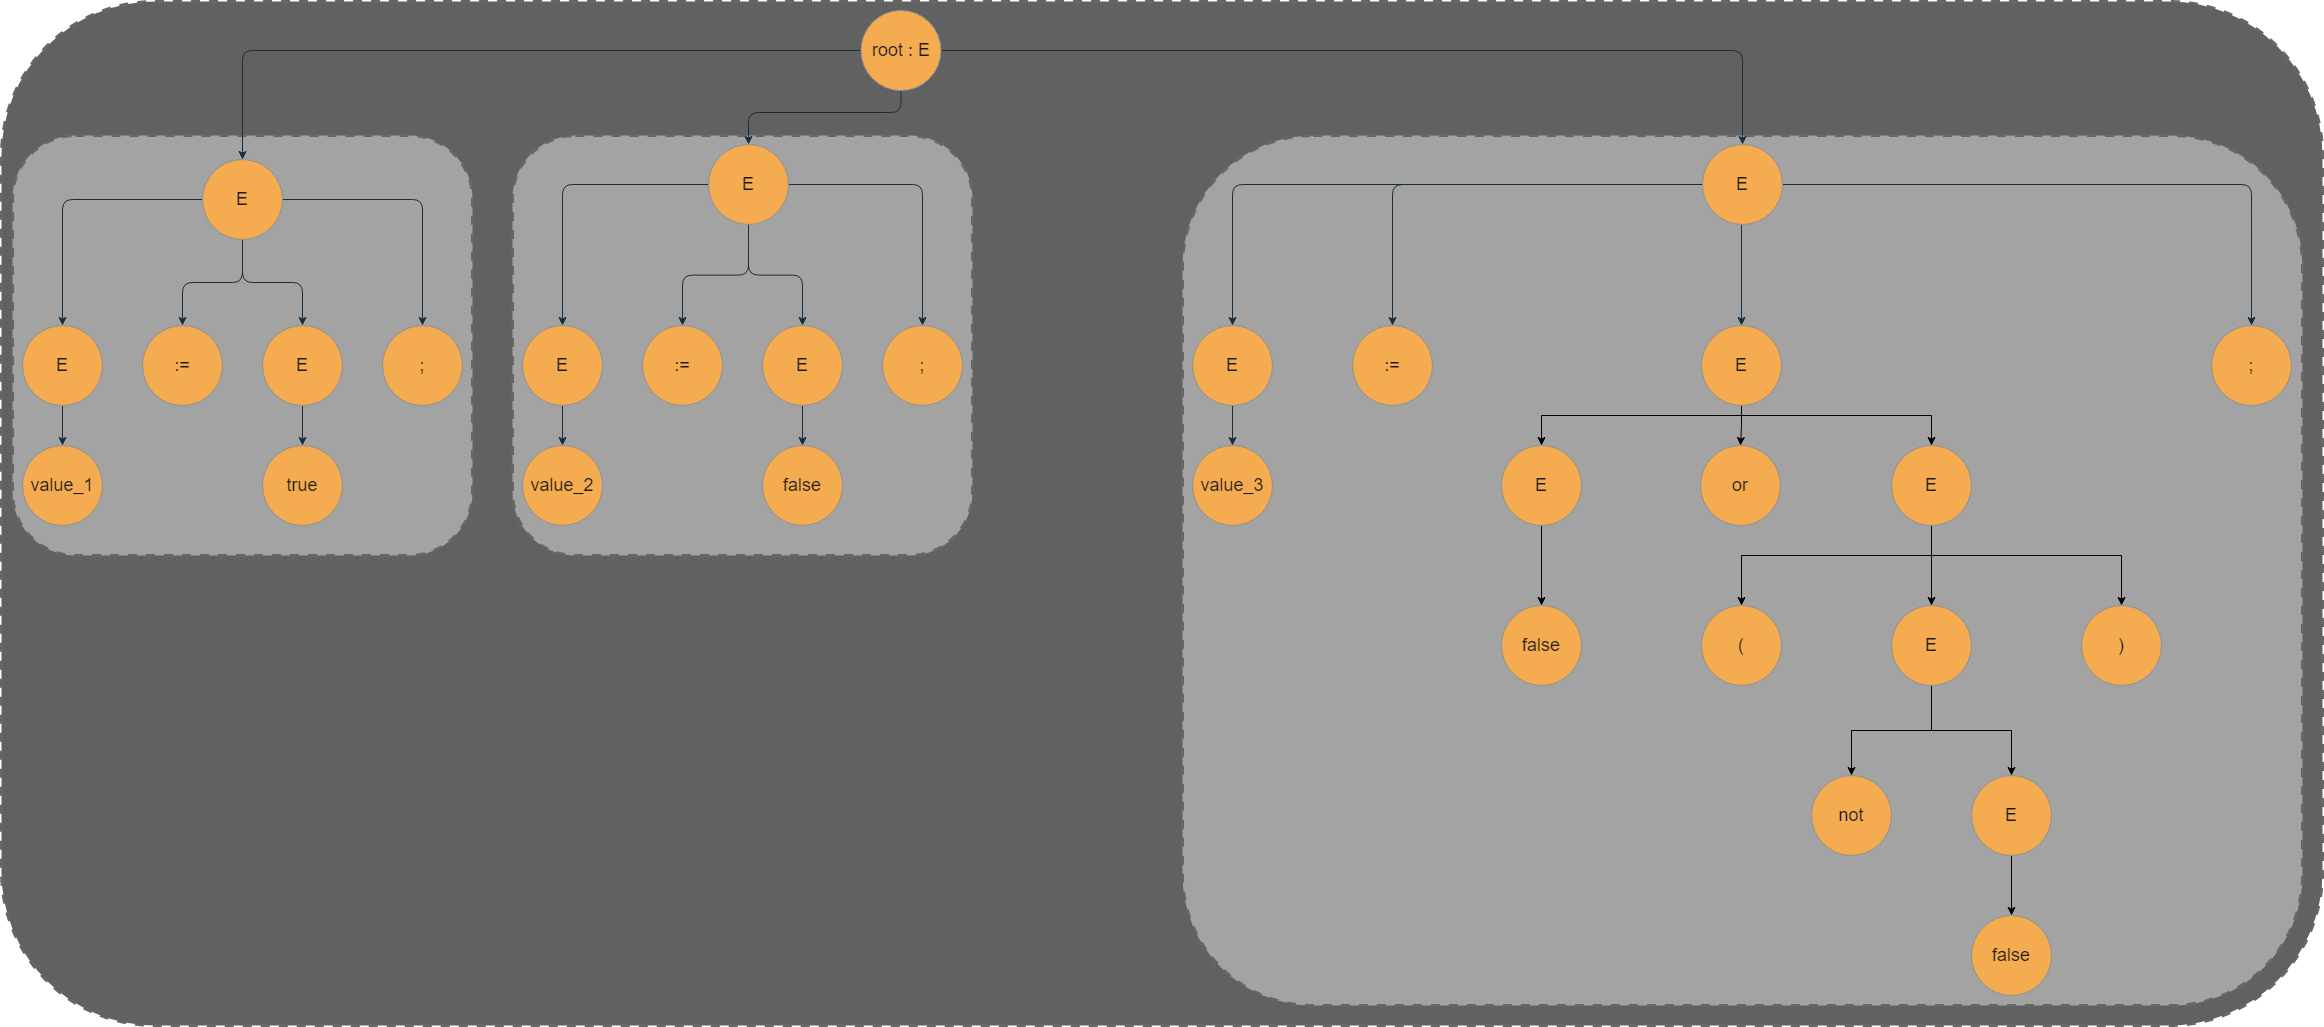 root : E
E
E
E
E
:=
E
;
E
:=
E
;
E
:=
E
;
value_1
true
value_2
false
value_3
E
or
E
false
(
E
)
not
E
false